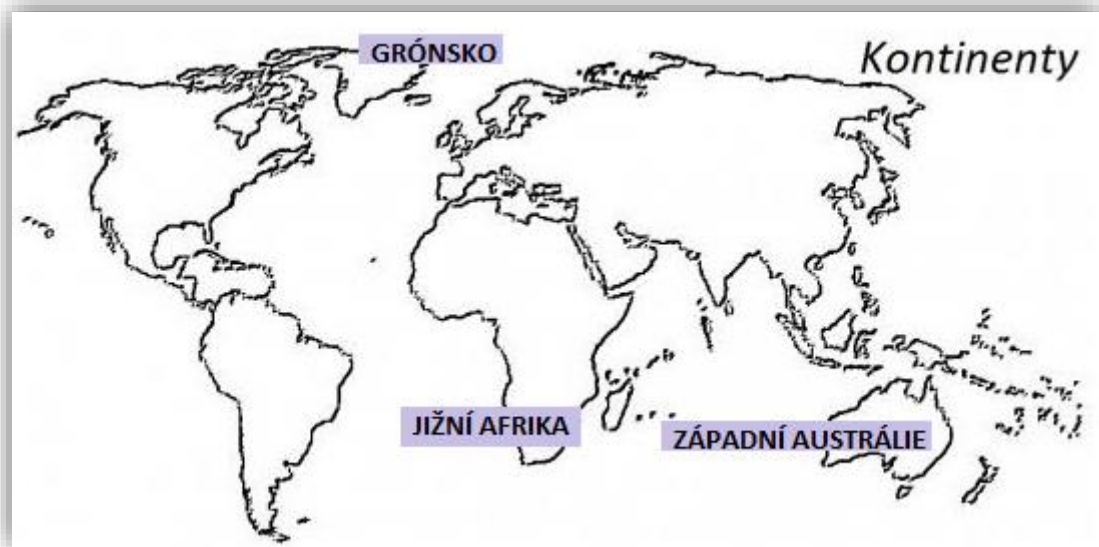 GRÓNSKO
Kontinenty
JIŽNÍ AFRIKA
ZÁPADNÍ AUSTRÁLIE